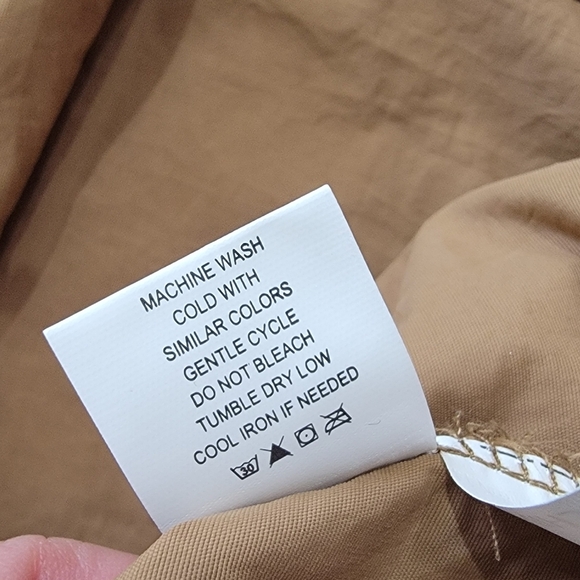 MACHINE WASH
COLD WITH
SIMILAR COLORS
GENTLE CYCLE
DO NOT BLEACH
TUMBLE DRY LOW
COOL IRON IF NEEDED
30